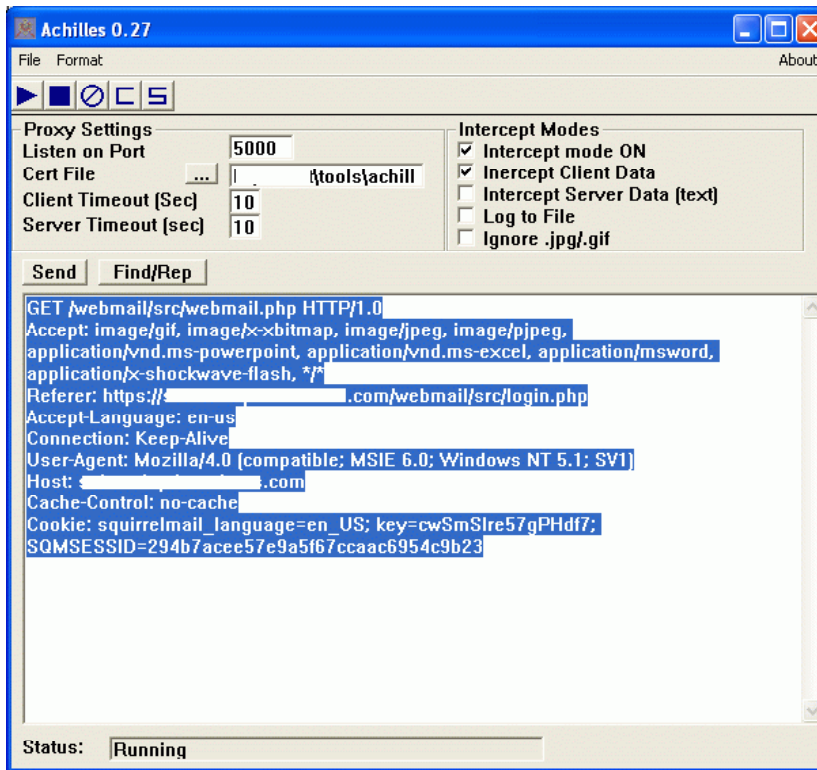 Achilles 0.27
File Format About
Proxy Settings
Listen on Port 5000
Cert File ... \tools\achill
Client Timeout (Sec) 10
Server Timeout (sec) 10
Intercept Modes
Intercept mode ON
Inercept Client Data
Intercept Server Data (text)
Log to File
Ignore .jpg/.gif
Send Find/Rep
GET /webmail/src/webmail.php HTTP/1.0
Accept: image/gif, image/x-xbitmap, image/jpeg, image/pjpeg,
application/vnd.ms-powerpoint, application/vnd.ms-excel, application/msword,
application/x-shockwave-flash, */*
Referer: https:// .com/webmail/src/login.php
Accept-Language: en-us
Connection: Keep-Alive
User-Agent: Mozilla/4.0 (compatible; MSIE 6.0; Windows NT 5.1; SV1)
Host: .com
Cache-Control: no-cache
Cookie: squirrelmail_language=en_US; key=cwSmSIre57gPHdf7;
SQMSESSID=294b7acee57e9a5f67ccaac6954c9b23
Status: Running